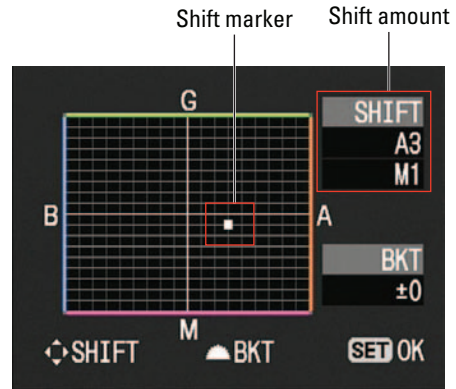 Shift marker
Shift amount
G
SHIFT
A3
M1
B
A
BKT
±0
M
SHIFT
BKT
SET OK